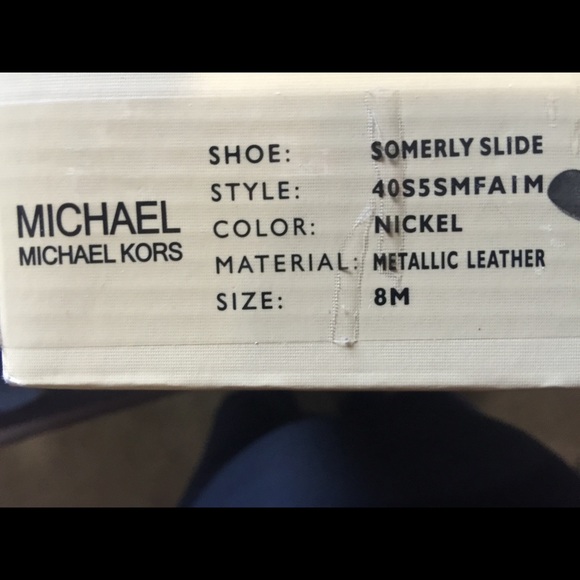 MICHAEL
MICHAEL KORS
SHOE: SOMERLY SLIDE
STYLE: 40S5SMFA1M
COLOR: NICKEL
MATERIAL: METALLIC LEATHER
SIZE: 8M